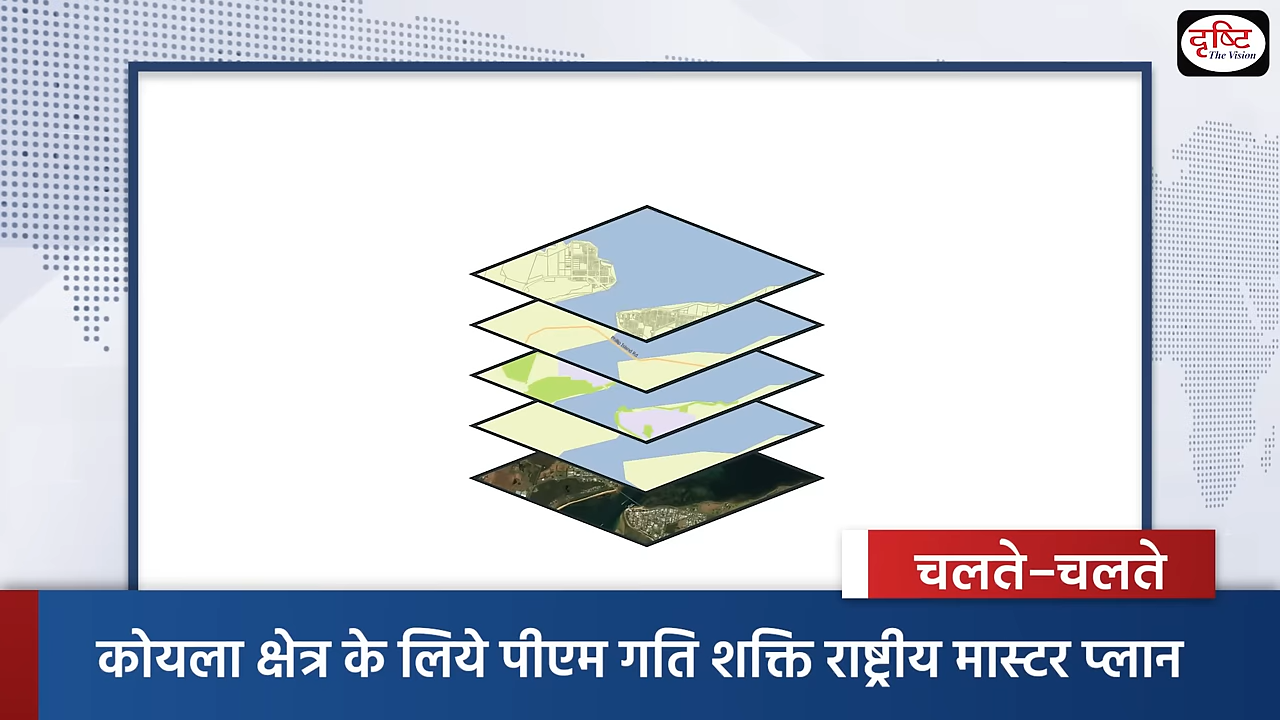 दृष्टि
The Vision
चलते-चलते
कोयला क्षेत्र के लिये पीएम गति शक्ति राष्ट्रीय मास्टर प्लान